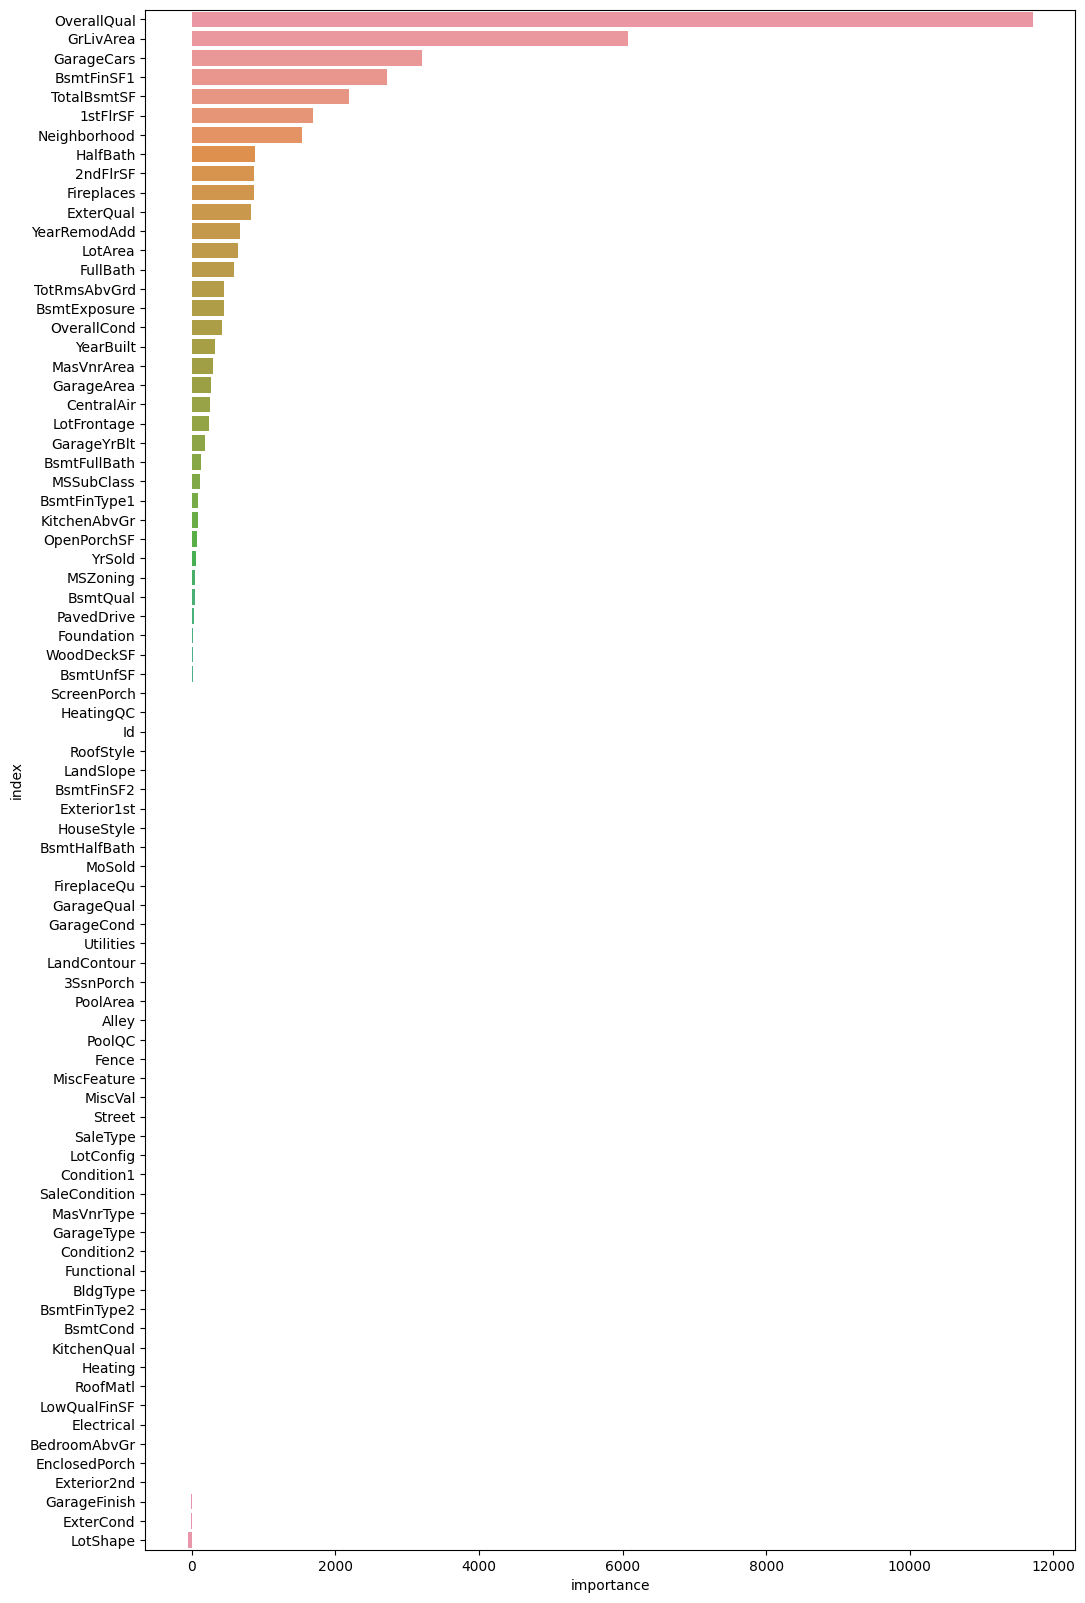 OverallQual
GrLivArea
GarageCars
BsmtFinSF1
TotalBsmtSF
1stFlrSF
Neighborhood
HalfBath
2ndFlrSF
Fireplaces
ExterQual
YearRemodAdd
LotArea
FullBath
TotRmsAbvGrd
BsmtExposure
OverallCond
YearBuilt
MasVnrArea
GarageArea
CentralAir
LotFrontage
GarageYrBlt
BsmtFullBath
MSSubClass
BsmtFinType1
KitchenAbvGr
OpenPorchSF
YrSold
MSZoning
BsmtQual
PavedDrive
Foundation
WoodDeckSF
BsmtUnfSF
ScreenPorch
HeatingQC
Id
RoofStyle
LandSlope
BsmtFinSF2
Exterior1st
HouseStyle
BsmtHalfBath
MoSold
FireplaceQu
GarageQual
GarageCond
Utilities
LandContour
3SsnPorch
PoolArea
Alley
PoolQC
Fence
MiscFeature
MiscVal
Street
SaleType
LotConfig
Condition1
SaleCondition
MasVnrType
GarageType
Condition2
Functional
BldgType
BsmtFinType2
BsmtCond
KitchenQual
Heating
RoofMatl
LowQualFinSF
Electrical
BedroomAbvGr
EnclosedPorch
Exterior2nd
GarageFinish
ExterCond
LotShape
index
0 2000 4000 6000 8000 10000 12000
importance